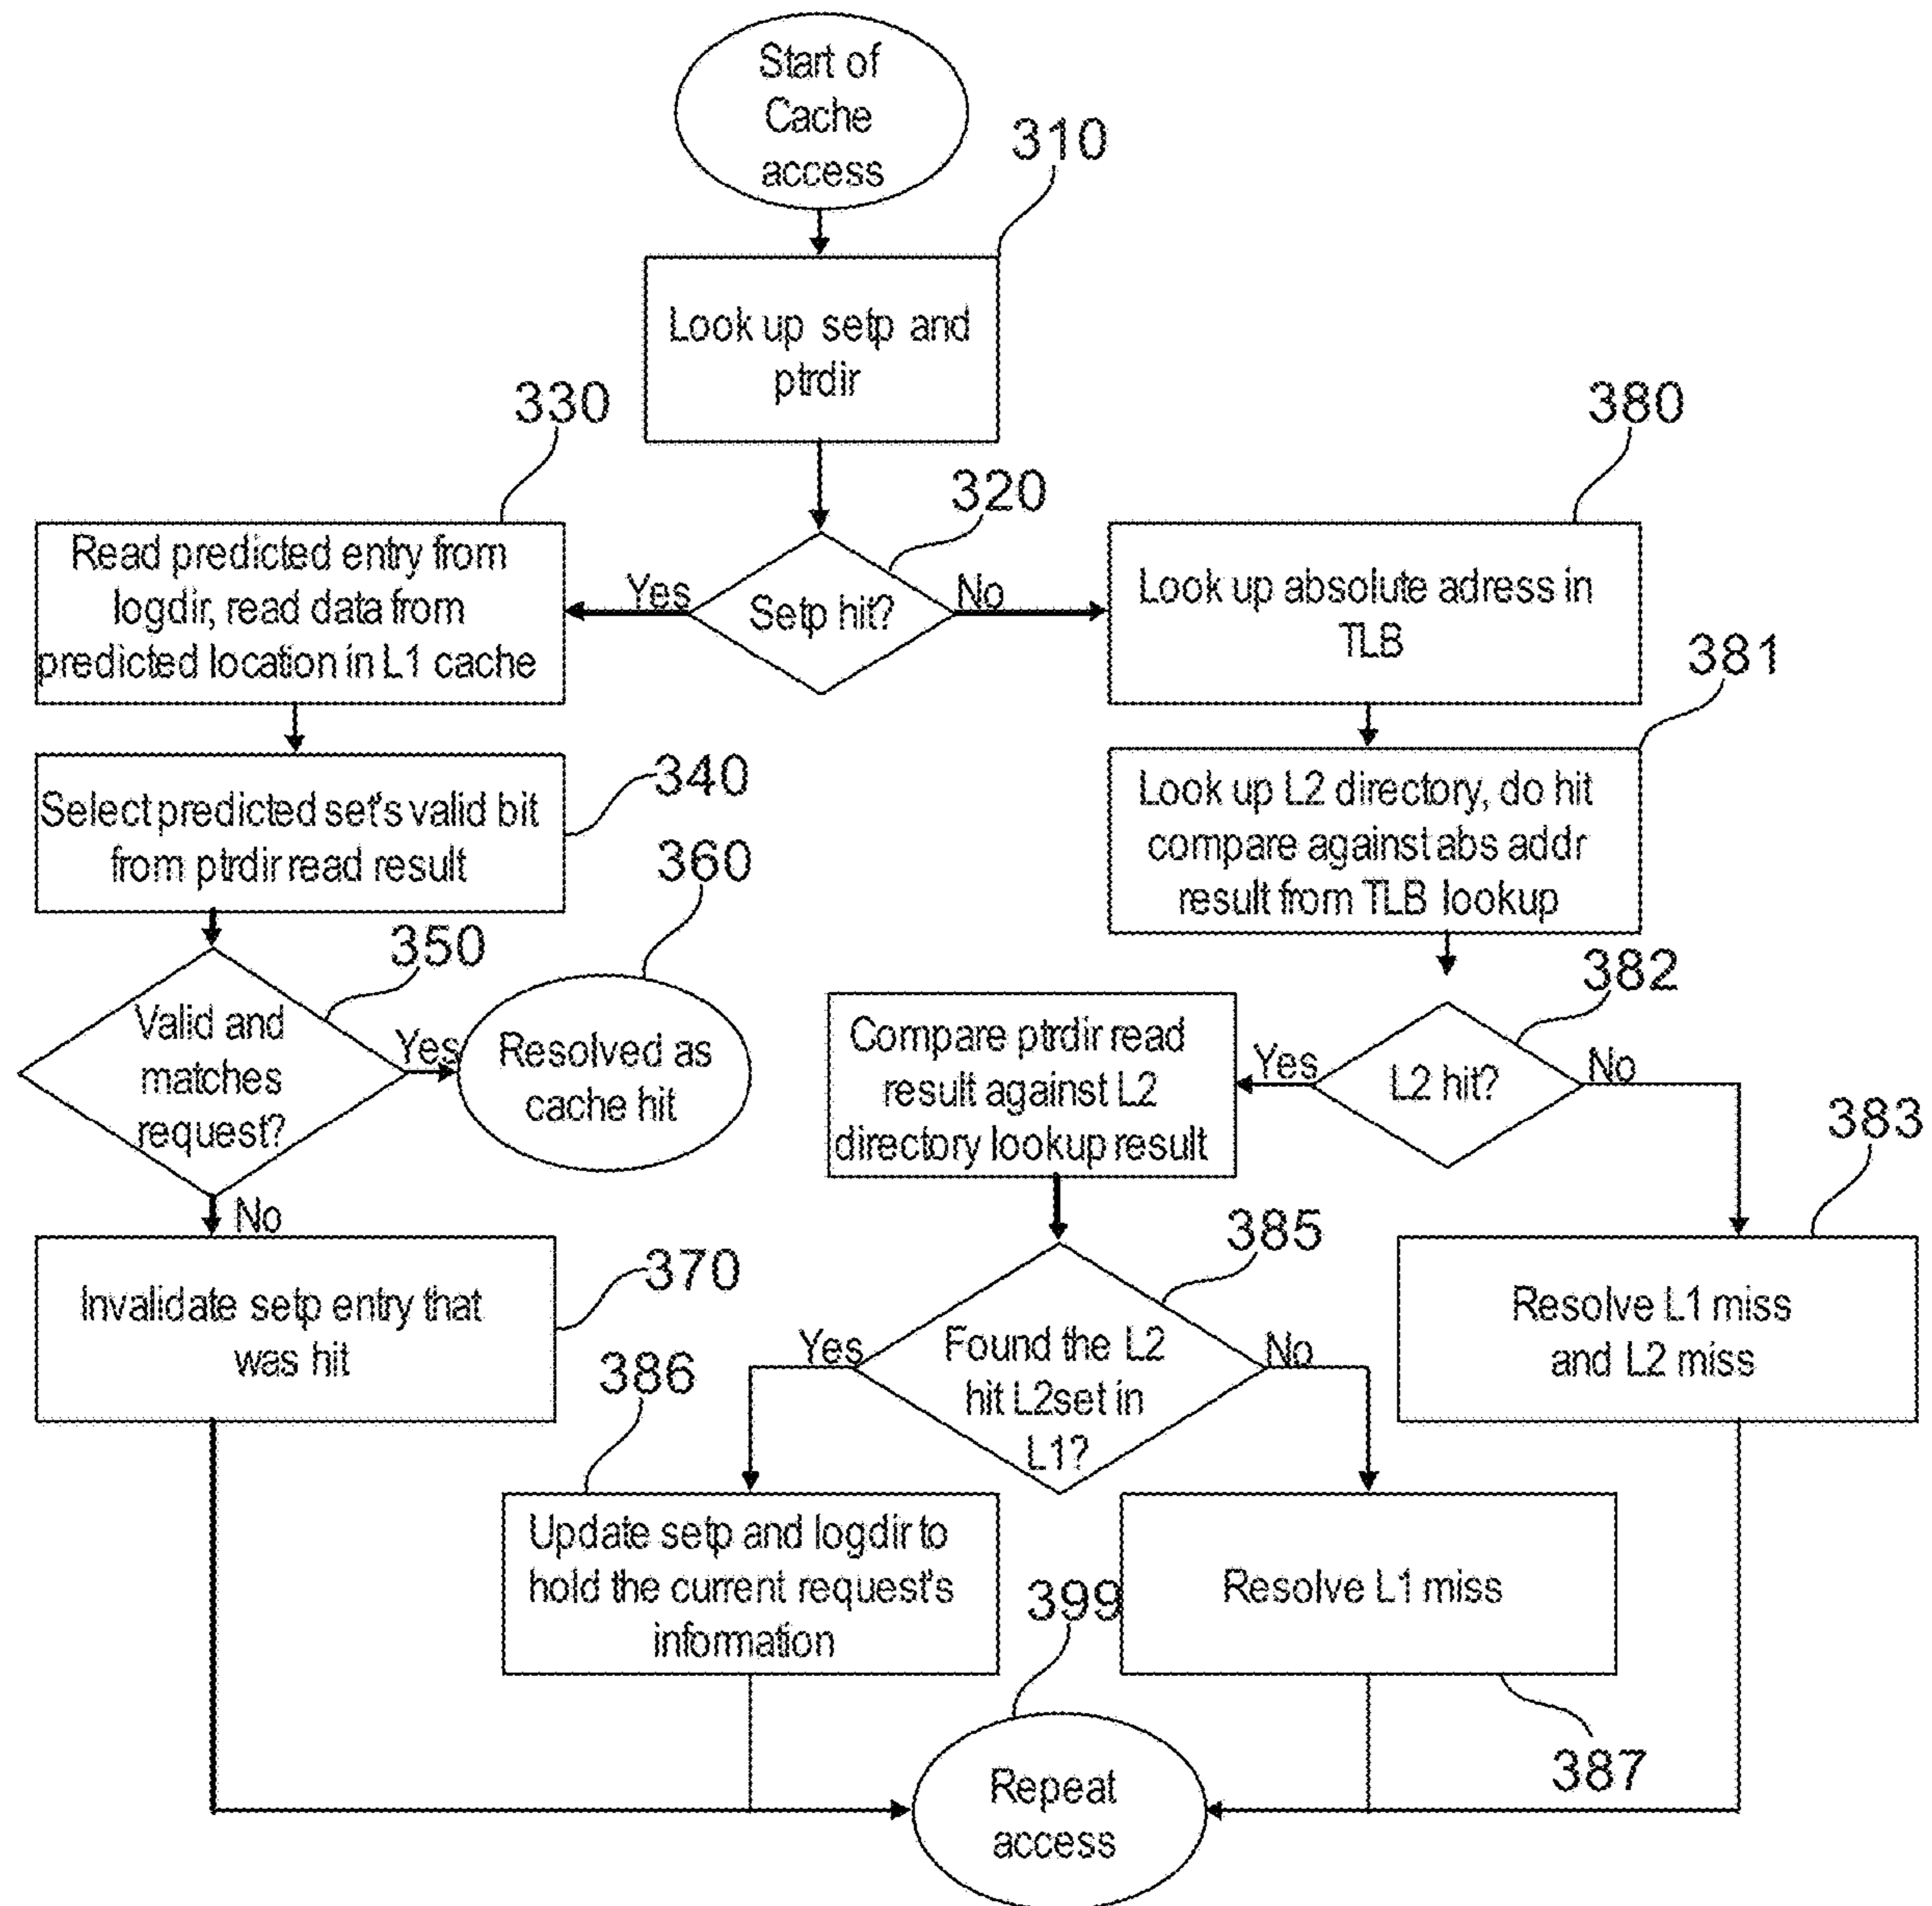 Start of
Cache
access
310
Look up setp and
ptrdir
330
380
320
Read predicted entry from
logdir, read data from
predicted location in L1 cache
Yes
Setp hit?
No
Look up absolute adress in
TLB
381
340
Select predicted set's valid bit
from ptrdir read result
Look up L2 directory, do hit
compare against abs addr
result from TLB lookup
360
350
382
Valid and
matches
request?
Yes
Resolved as
cache hit
Compare ptrdir read
result against L2
directory lookup result
Yes
L2 hit?
No
383
No
385
370
Invalidate setp entry that
was hit
Resolve L1 miss
and L2 miss
Yes
Found the L2
hit L2set in
L1?
No
386
Update setp and logdir to
hold the current request's
information
399
Resolve L1 miss
387
Repeat
access